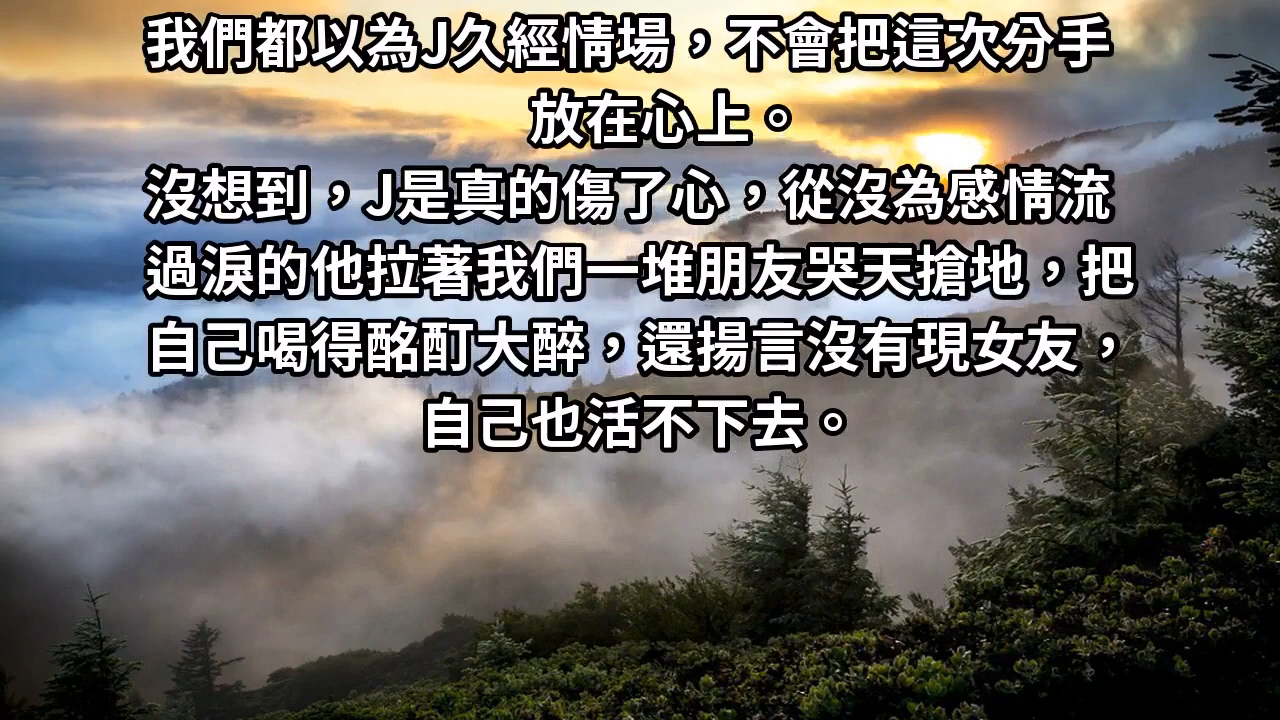 我們都以為J久經情場，不會把這次分手
放在心上。
沒想到，J是真的傷了心，從沒為感情流
過淚的他拉著我們一堆朋友哭天搶地，把
自己喝得酩酊大醉，還揚言沒有現女友，
自己也活不下去。